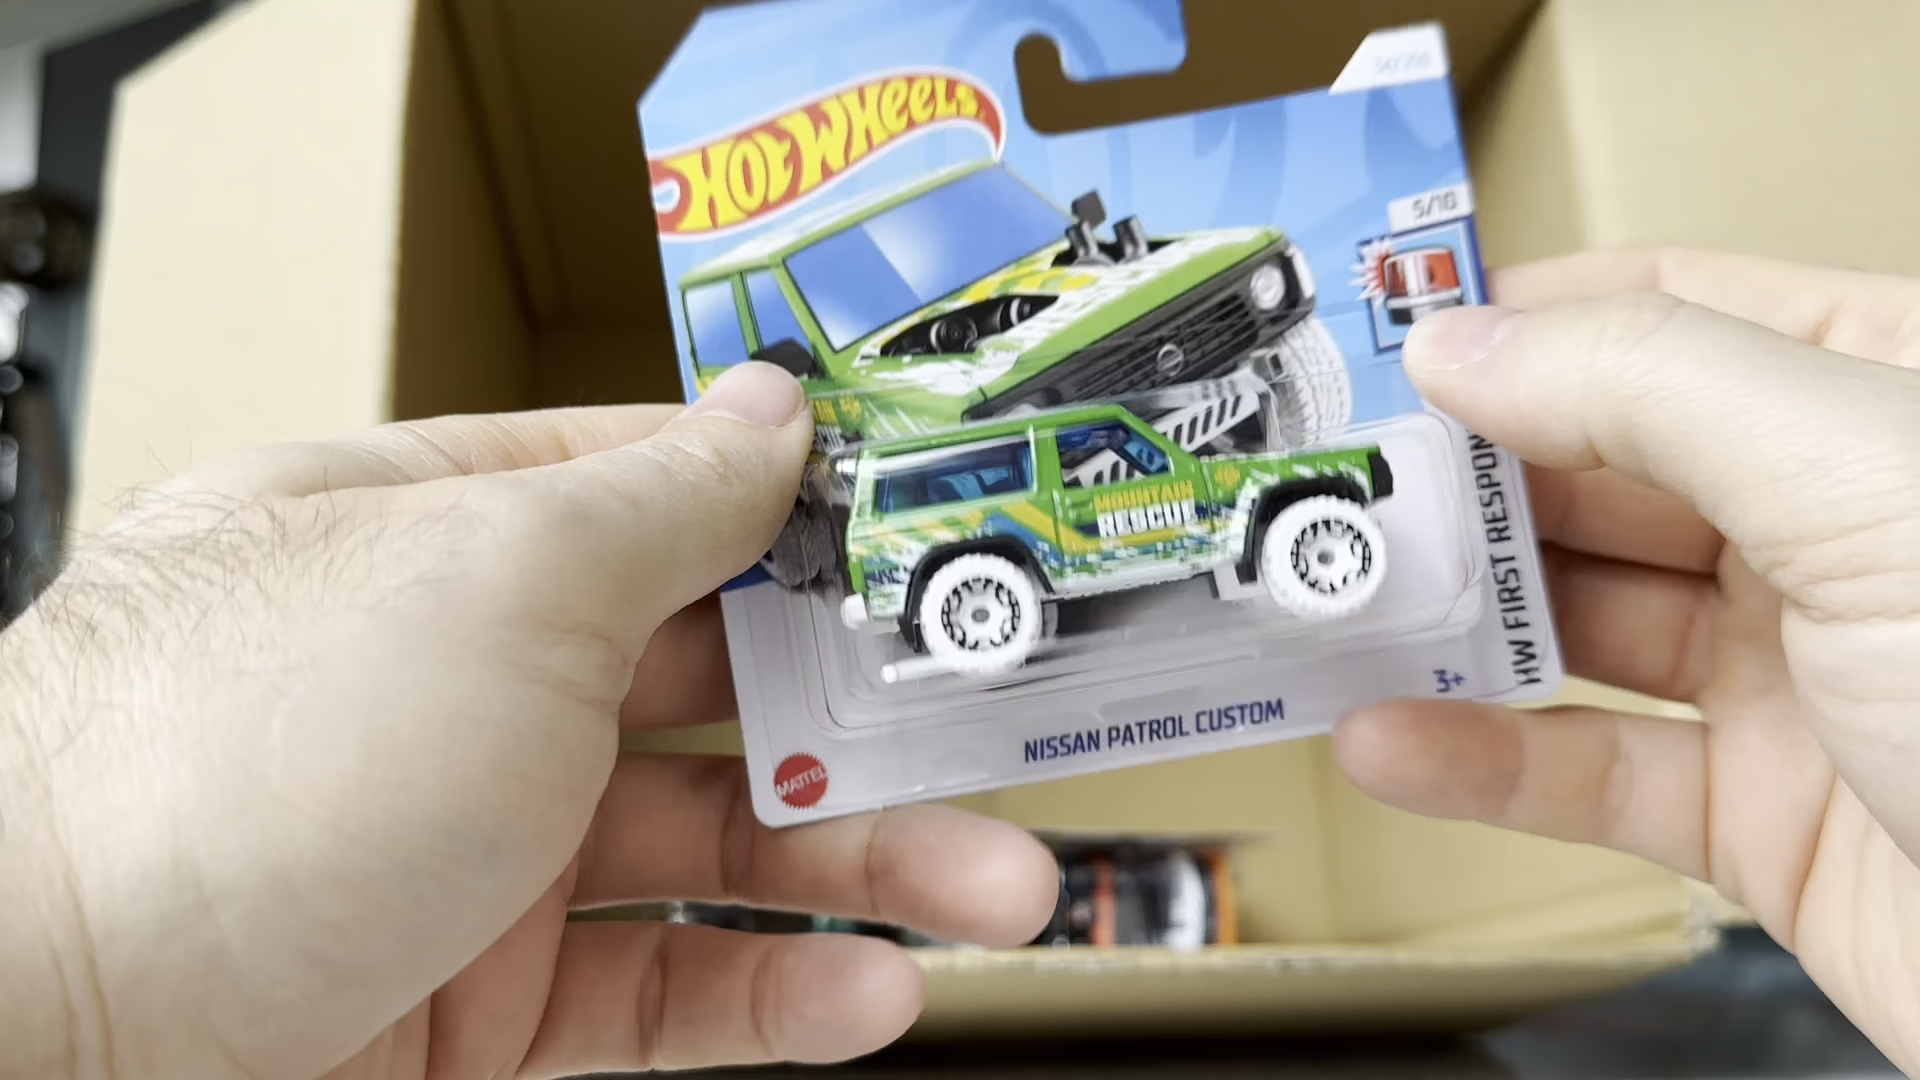 HOT WHEELS
5/10
MOUNTAIN
RESCUE
HW FIRST RESPON
3+
NISSAN PATROL CUSTOM
MATTEL